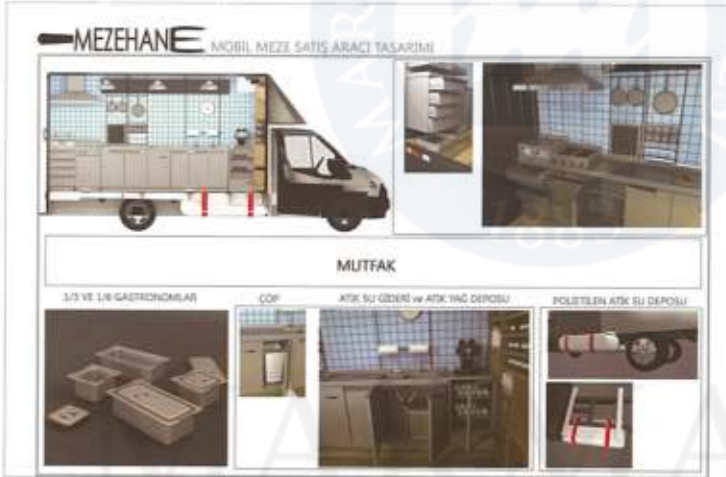 MEZEHANE MOBİL MEZE SATIŞ ARACI TASARIMI
MUTFAK
1/3 VE 1/6 GASTRONOMLAR
ÇÖP
ATIK SU GİDERİ ve ATIK YAĞ DEPOSU
POLİETİLEN ATIK SU DEPOSU